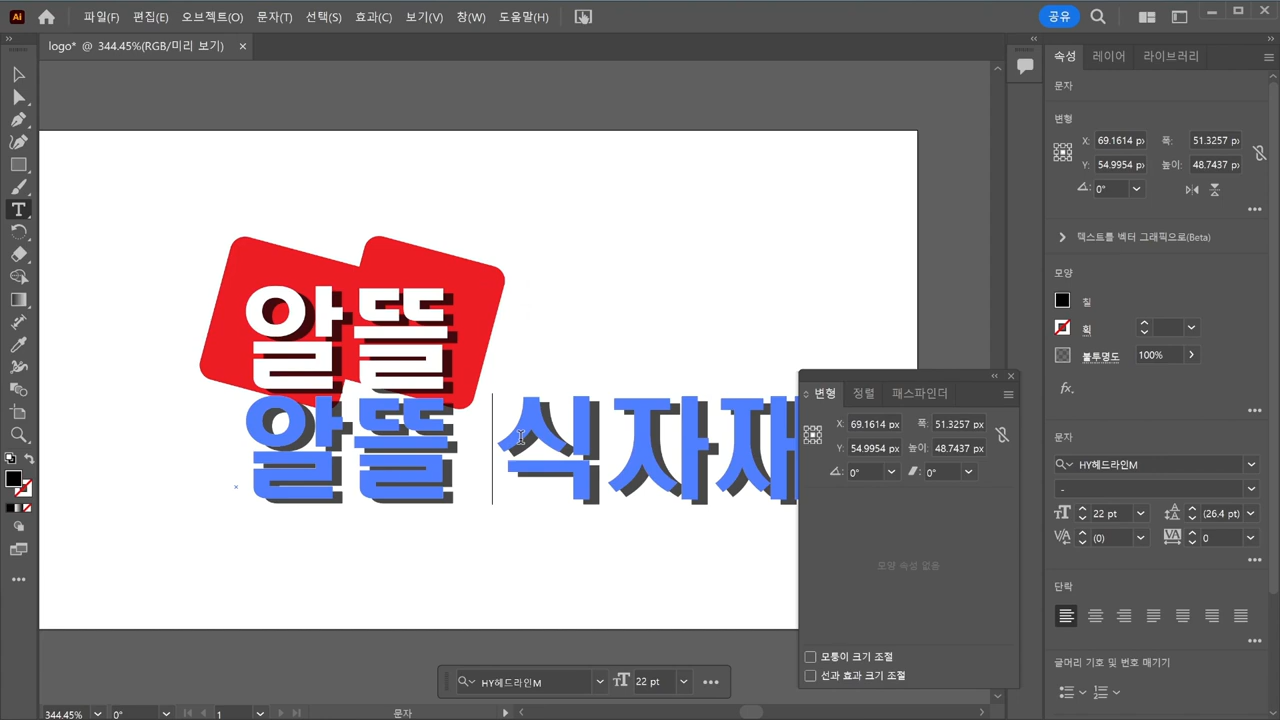 Ai 파일(F) 편집(E) 오브젝트(O) 문자(T) 선택(S) 효과(C) 보기(V) 창(W) 도움말(H) 공유
logo* @ 344.45%(RGB/미리 보기)
속성 레이어 라이브러리
문자
변형
X: 69.1614 px 폭: 51.3257 px
Y: 54.9954 px 높이: 48.7437 px
0°
텍스트를 벡터 그래픽으로(Beta)
모양
칠
획
불투명도 100%
fx.
알뜰
알뜰 식자재
변형 정렬 패스파인더
X: 69.1614 px 폭: 51.3257 px
Y: 54.9954 px 높이: 48.7437 px
0° 0°
모양 속성 없음
모퉁이 크기 조절
선과 효과 크기 조절
문자
HY헤드라인M
-
22 pt (26.4 pt)
(0) 0
단락
글머리 기호 및 번호 매기기
HY헤드라인M 22 pt
344.45% 0° 1 문자